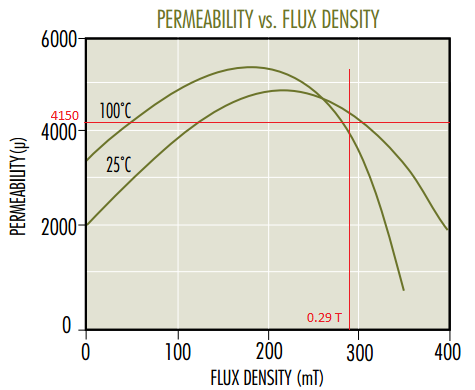 PERMEABILITY vs. FLUX DENSITY
6000
4150
4000
2000
0
100°C
25°C
0.29 T
0 100 200 300 400
PERMEABILITY (µ)
FLUX DENSITY (mT)